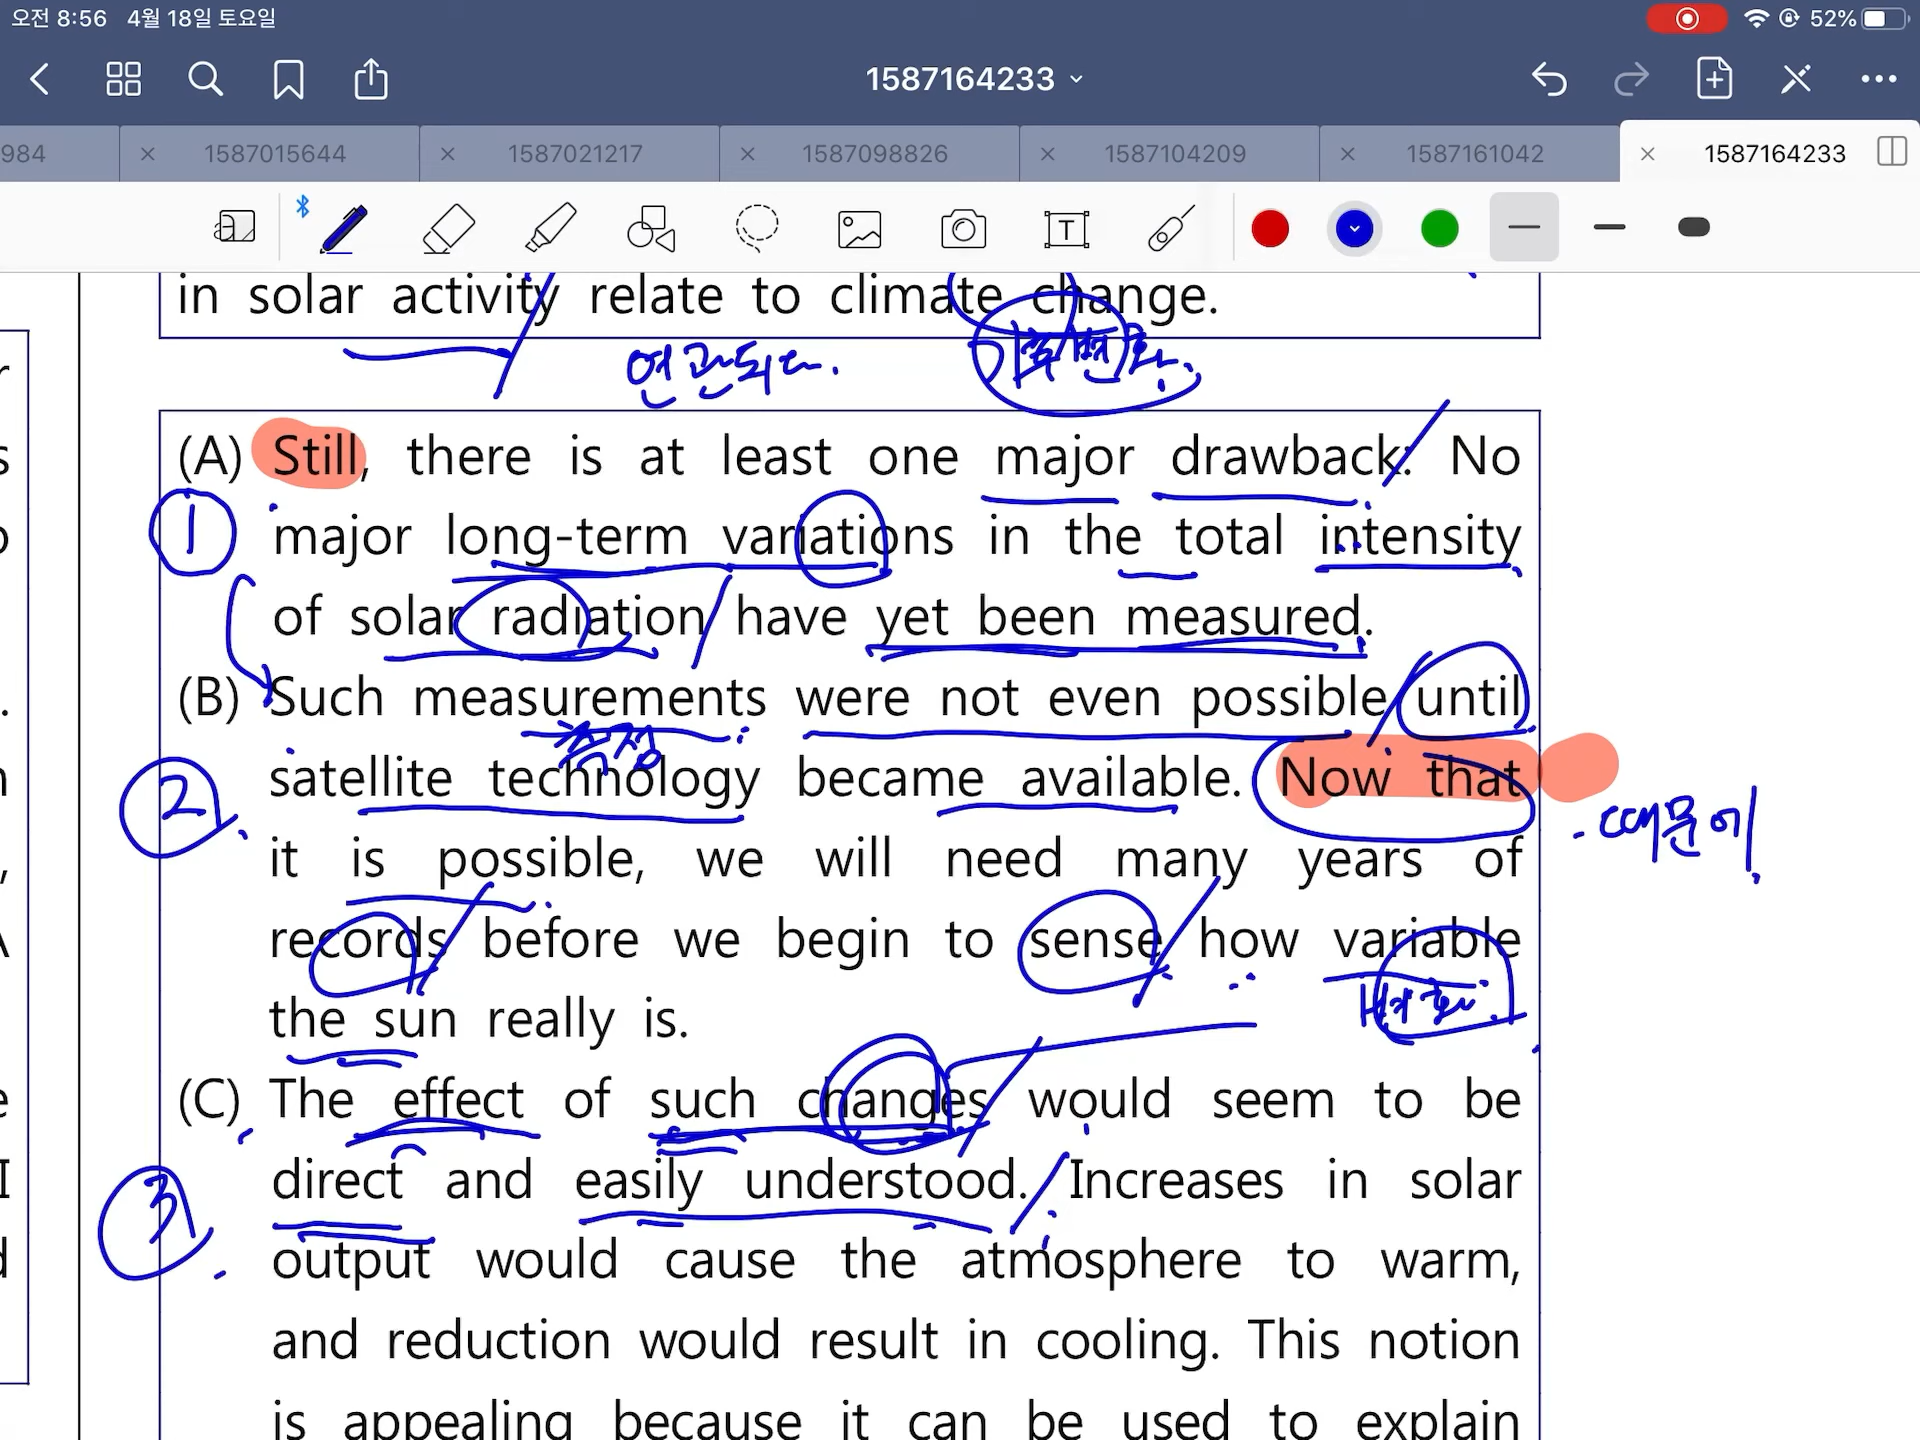 오전 8:56 4월 18일 토요일 52%
1587164233
984 1587015644 1587021217 1587098826 1587104209 1587161042 1587164233
in solar activity relate to climate change.
연관되다. 기후변화.
(A) Still, there is at least one major drawback: No
① major long-term variations in the total intensity
of solar radiation have yet been measured.
(B) Such measurements were not even possible until
측정
② satellite technology became available. Now that
때문에
it is possible, we will need many years of
records before we begin to sense how variable
the sun really is.
(C) The effect of such changes would seem to be
③ direct and easily understood. Increases in solar
output would cause the atmosphere to warm,
and reduction would result in cooling. This notion
is appealing because it can be used to explain